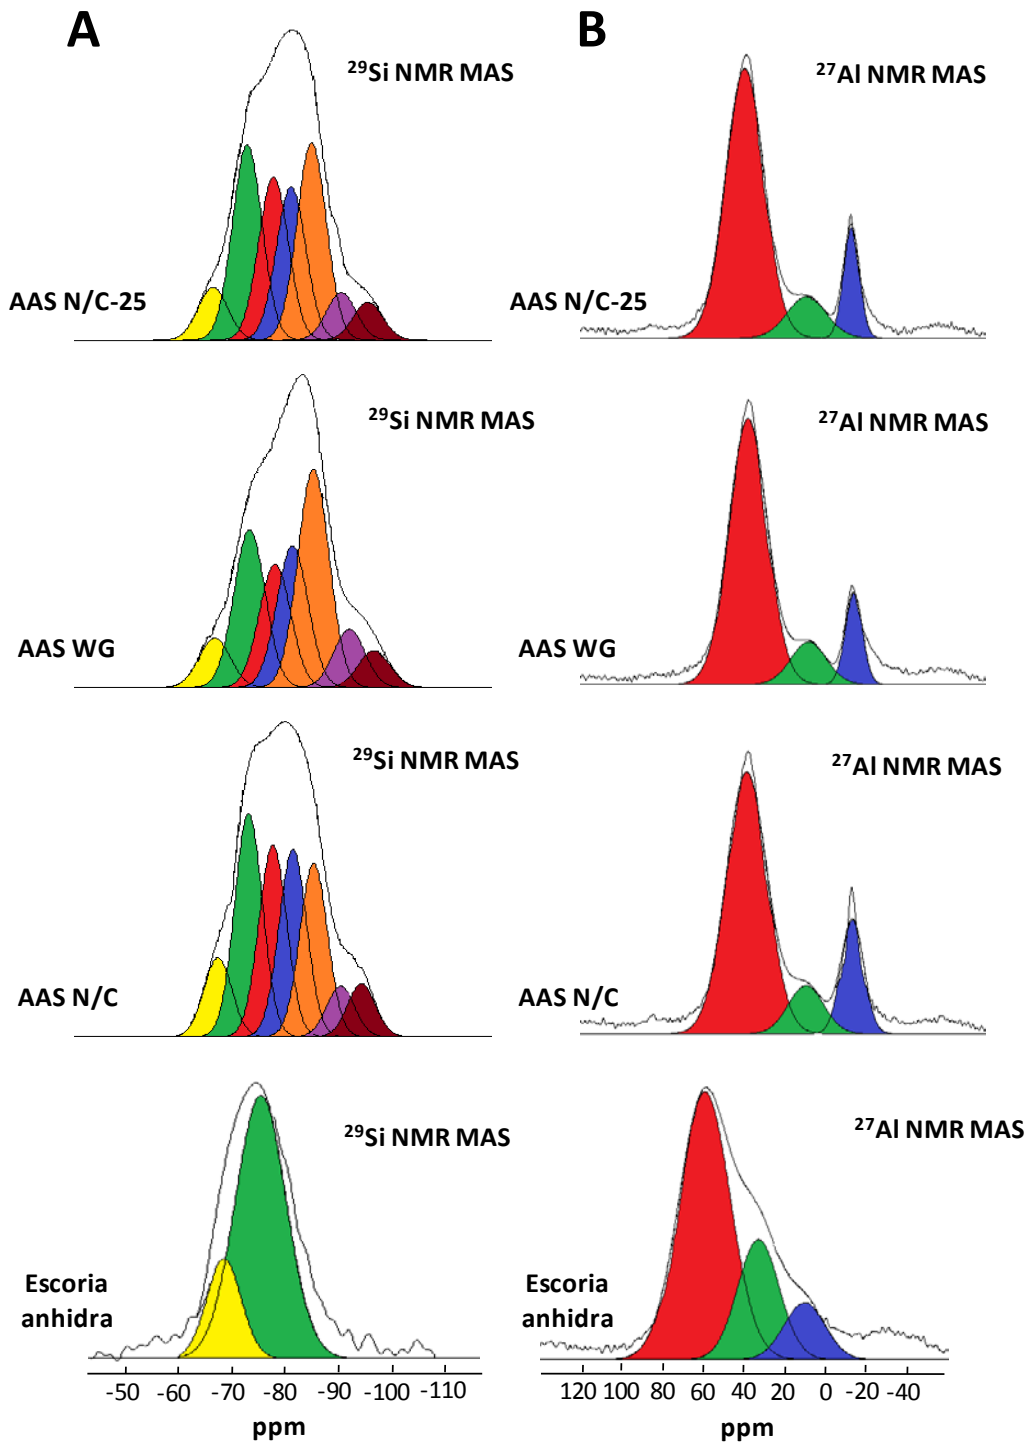 A
B
²⁹Si NMR MAS
²⁷Al NMR MAS
AAS N/C-25
AAS N/C-25
²⁹Si NMR MAS
²⁷Al NMR MAS
AAS WG
AAS WG
²⁹Si NMR MAS
²⁷Al NMR MAS
AAS N/C
AAS N/C
²⁹Si NMR MAS
²⁷Al NMR MAS
Escoria
anhidra
Escoria
anhidra
-50 -60 -70 -80 -90 -100 -110
120 100 80 60 40 20 0 -20 -40
ppm
ppm